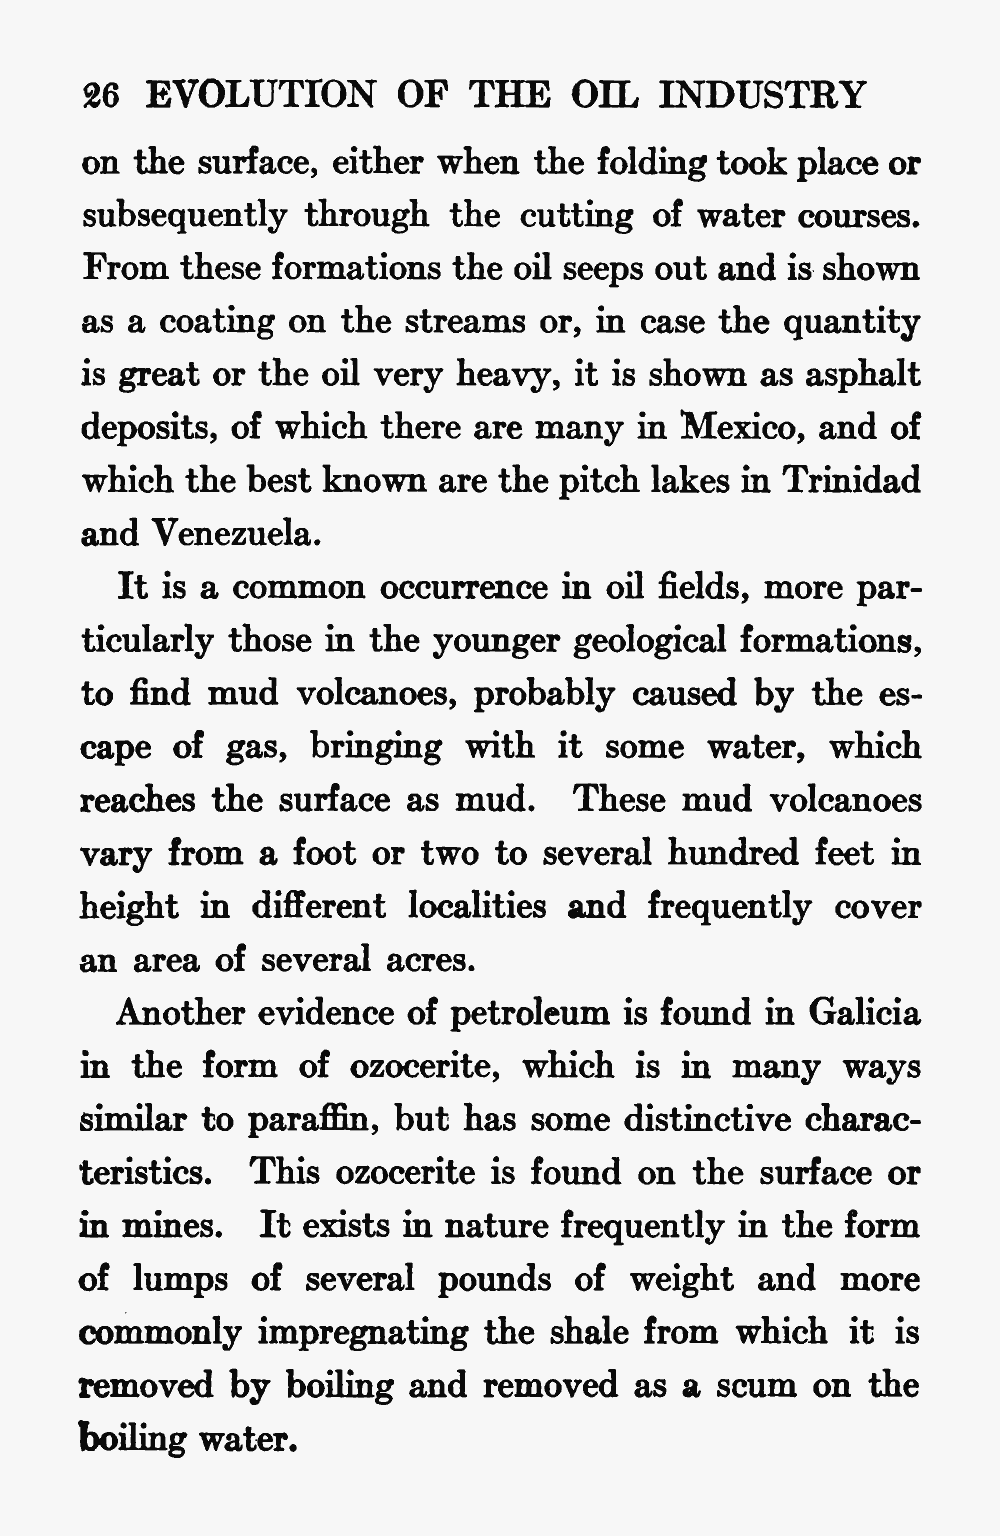 26 EVOLUTION OF THE OIL INDUSTRY
on the surface, either when the folding took place or
subsequently through the cutting of water courses.
From these formations the oil seeps out and is shown
as a coating on the streams or, in case the quantity
is great or the oil very heavy, it is shown as asphalt
deposits, of which there are many in Mexico, and of
which the best known are the pitch lakes in Trinidad
and Venezuela.
It is a common occurrence in oil fields, more par-
ticularly those in the younger geological formations,
to find mud volcanoes, probably caused by the es-
cape of gas, bringing with it some water, which
reaches the surface as mud. These mud volcanoes
vary from a foot or two to several hundred feet in
height in different localities and frequently cover
an area of several acres.
Another evidence of petroleum is found in Galicia
in the form of ozocerite, which is in many ways
similar to paraffin, but has some distinctive charac-
teristics. This ozocerite is found on the surface or
in mines. It exists in nature frequently in the form
of lumps of several pounds of weight and more
commonly impregnating the shale from which it is
removed by boiling and removed as a scum on the
boiling water.